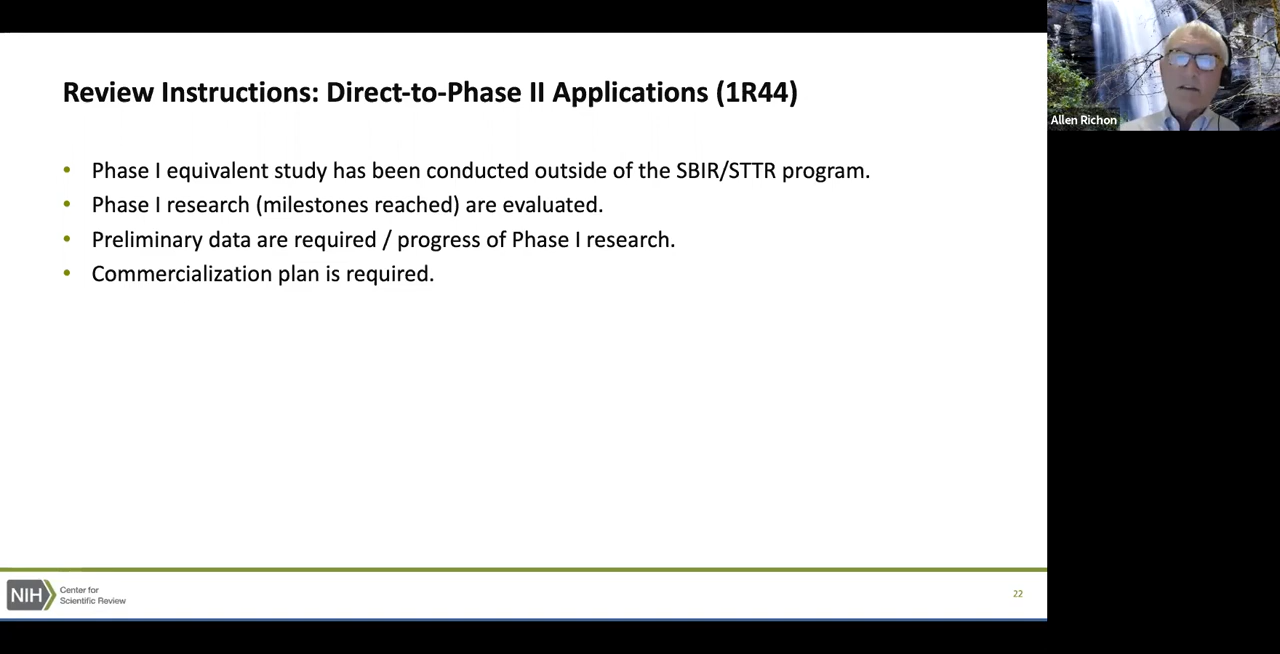 Review Instructions: Direct-to-Phase II Applications (1R44)
• Phase I equivalent study has been conducted outside of the SBIR/STTR program.
• Phase I research (milestones reached) are evaluated.
• Preliminary data are required / progress of Phase I research.
• Commercialization plan is required.
Allen Richon
NIH
Center for
Scientific Review
22